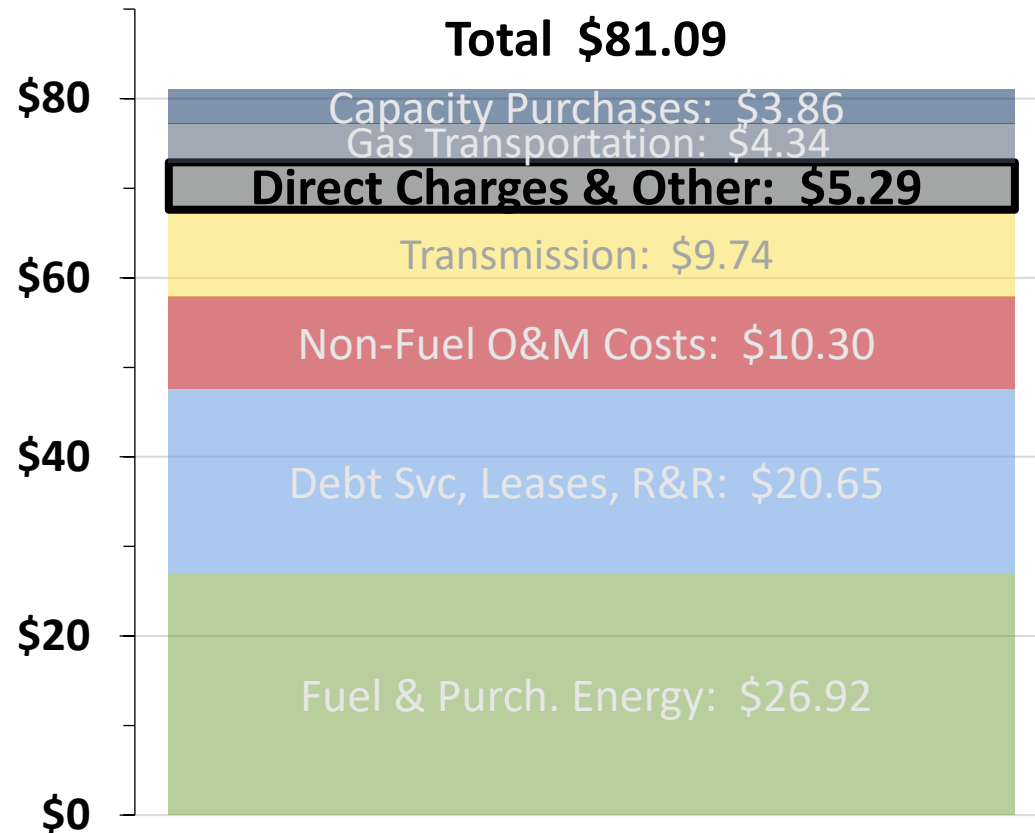 Total $81.09
$80
Capacity Purchases: $3.86
Gas Transportation: $4.34
Direct Charges & Other: $5.29
Transmission: $9.74
$60
Non-Fuel O&M Costs: $10.30
$40
Debt Svc, Leases, R&R: $20.65
$20
Fuel & Purch. Energy: $26.92
$0